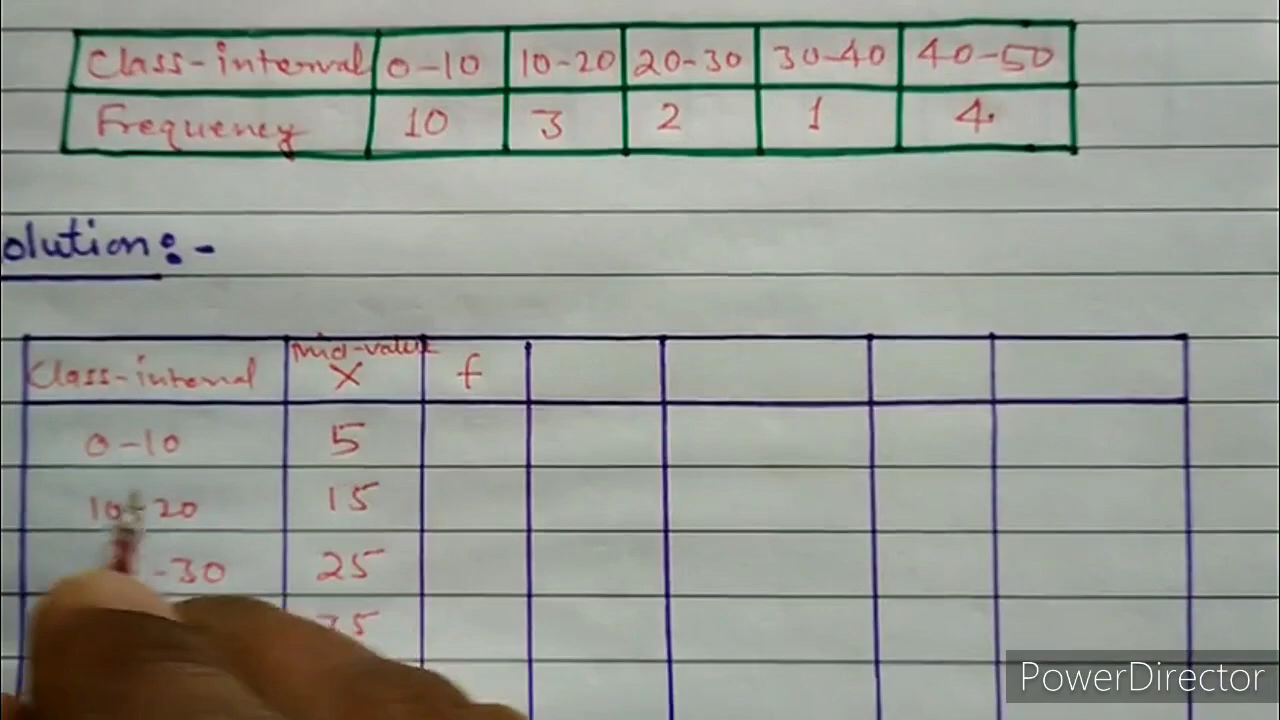 Class-interval 0-10 10-20 20-30 30-40 40-50
Frequency 10 3 2 1 4
olution:-
Mid-value
Class-interval X f
0-10 5
10-20 15
-30 25